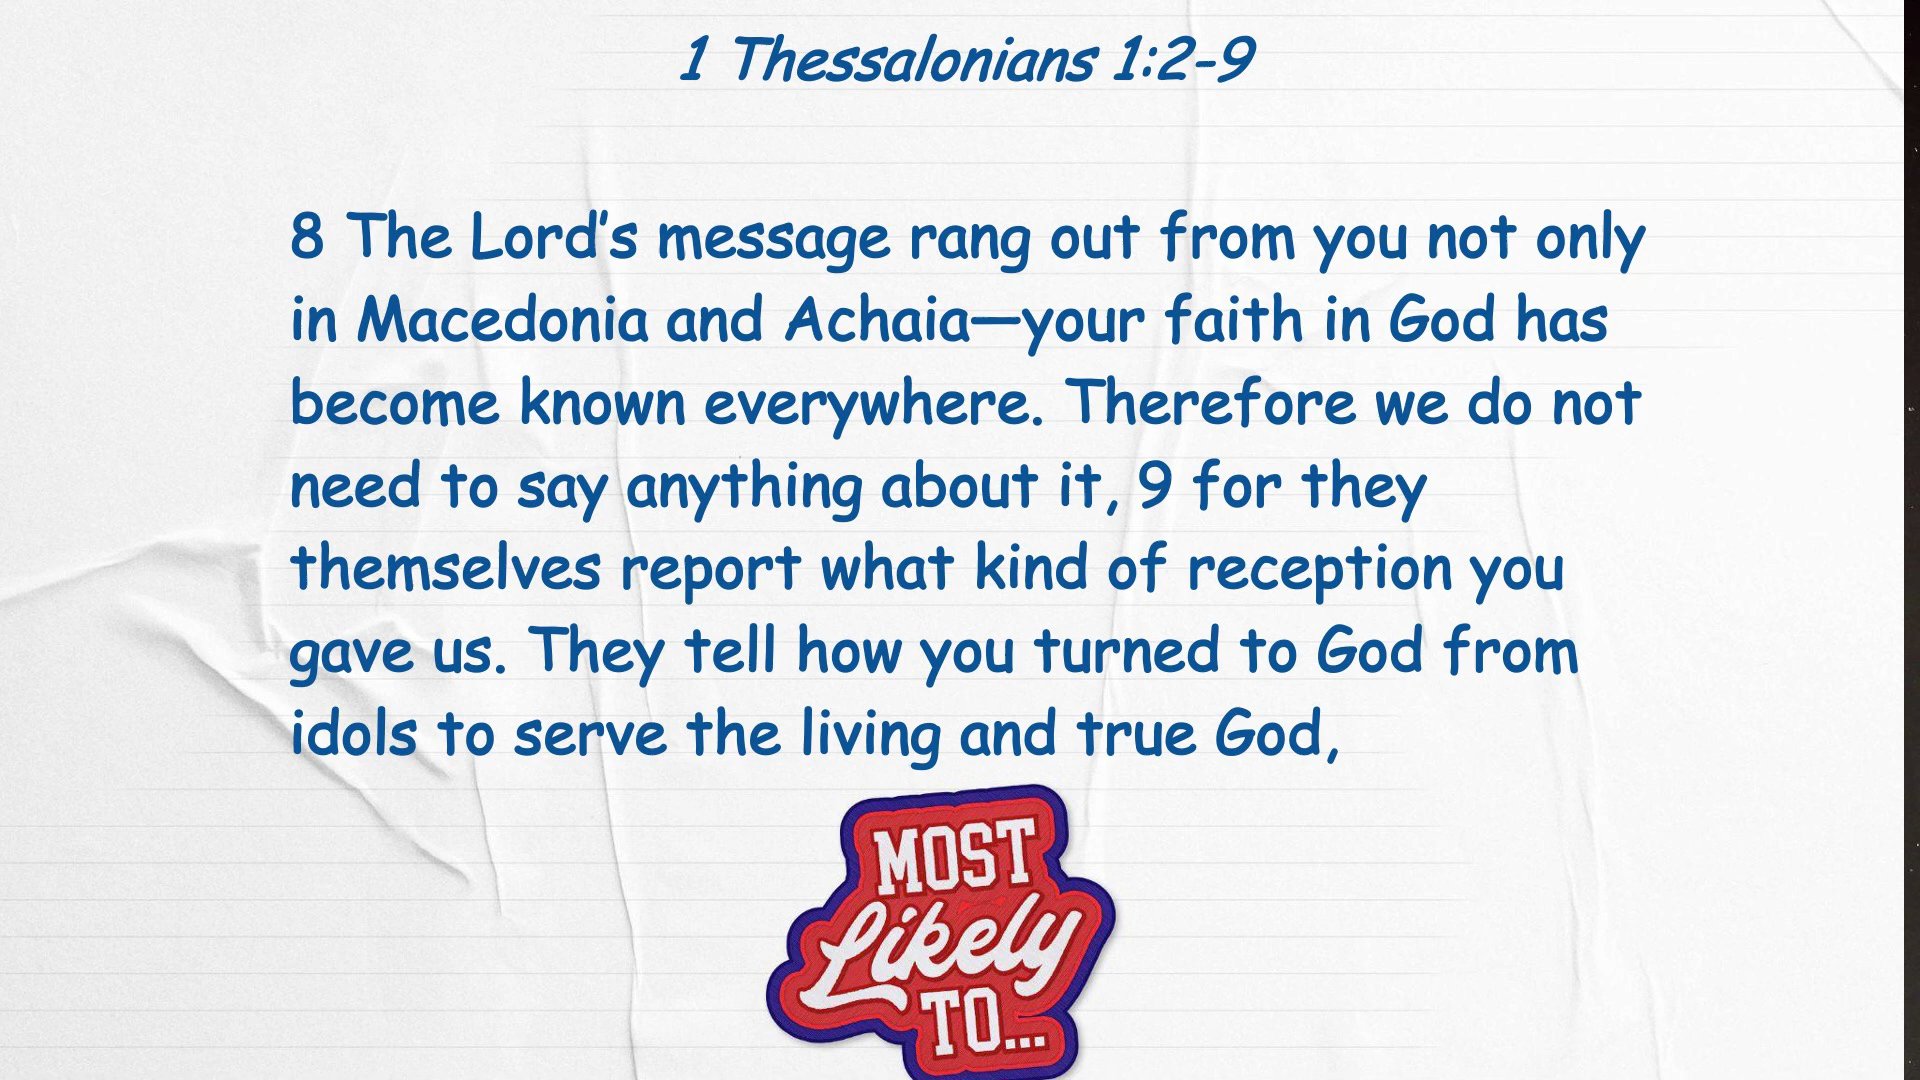 1 Thessalonians 1:2-9
8 The Lord’s message rang out from you not only
in Macedonia and Achaia—your faith in God has
become known everywhere. Therefore we do not
need to say anything about it, 9 for they
themselves report what kind of reception you
gave us. They tell how you turned to God from
idols to serve the living and true God,
MOST
Likely
TO...